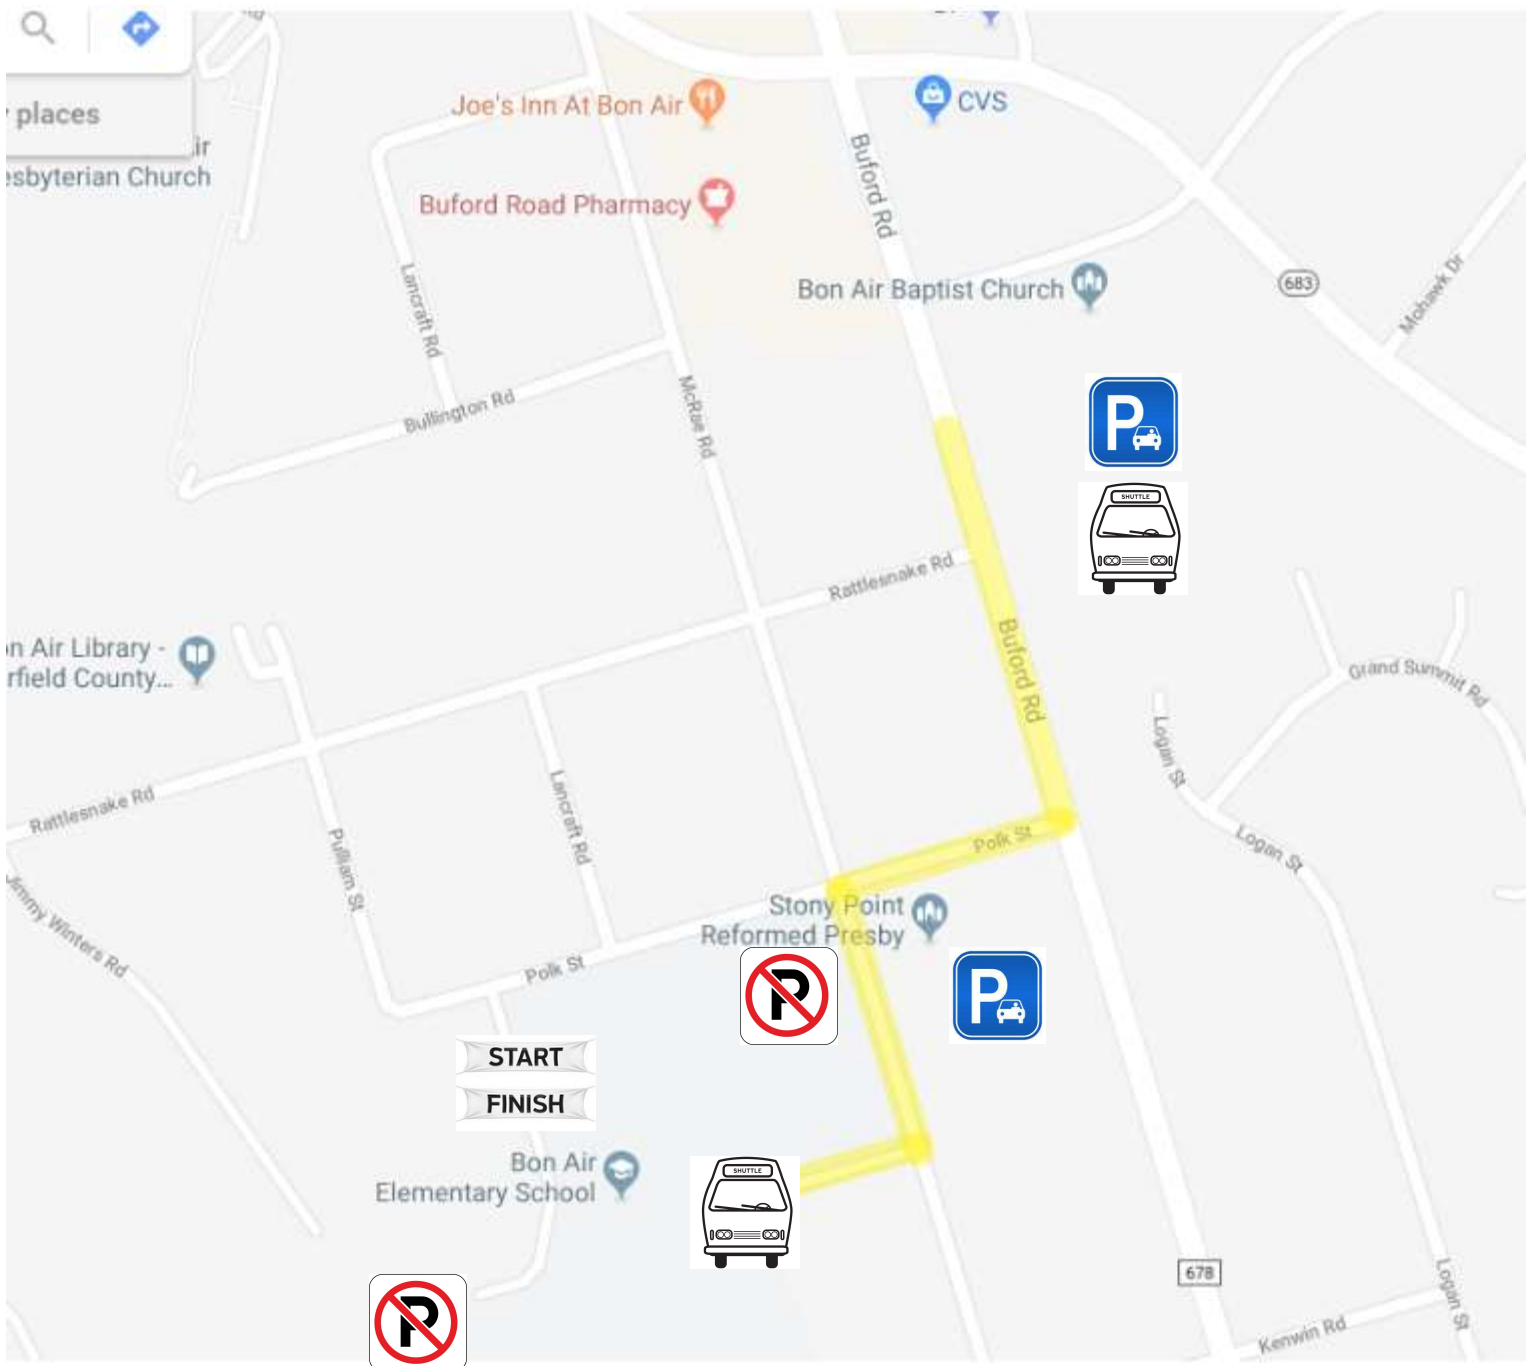 places
ir
esbyterian Church
Joe's Inn At Bon Air
CVS
Buford Rd
Buford Road Pharmacy
Lancraft Rd
Bon Air Baptist Church
683
Mohawk Dr
Bullington Rd
McRae Rd
P
SHUTTLE
Rattlesnake Rd
Buford Rd
on Air Library -
rfield County...
Grand Summit Rd
Logan St
Rattlesnake Rd
Lancraft Rd
Pulliam St
Polk St
Logan St
Jimmy Winters Rd
Stony Point
Reformed Presby
Polk St
P
P
START
FINISH
Bon Air
Elementary School
SHUTTLE
678
Logan St
P
Kenwin Rd